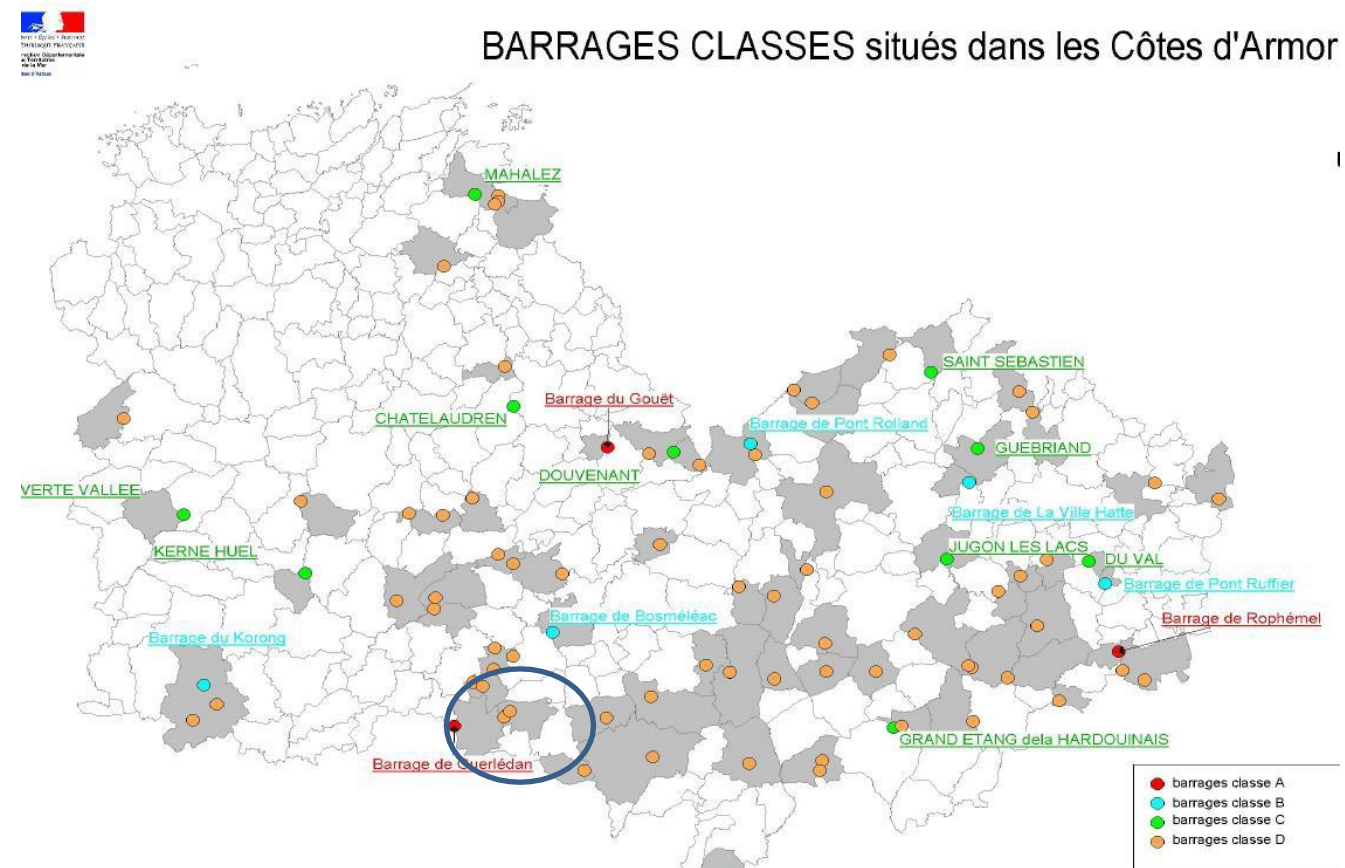 BARRAGES CLASSES situés dans les Côtes d'Armor
MAHALEZ
SAINT SEBASTIEN
Barrage du Gouët
CHATELAUDREN
Barrage de Pont Rolland
GUEBRIAND
DOUVENANT
VERTE VALLEE
Barrage de La Ville Hatte
KERNE HUEL
JUGON LES LACS
DU VAL
Barrage de Pont Ruffier
Barrage de Bosméléac
Barrage de Rophémel
Barrage du Korong
GRAND ETANG dela HARDOUINAIS
Barrage de Guerlédan
barrages classe A
barrages classe B
barrages classe C
barrages classe D